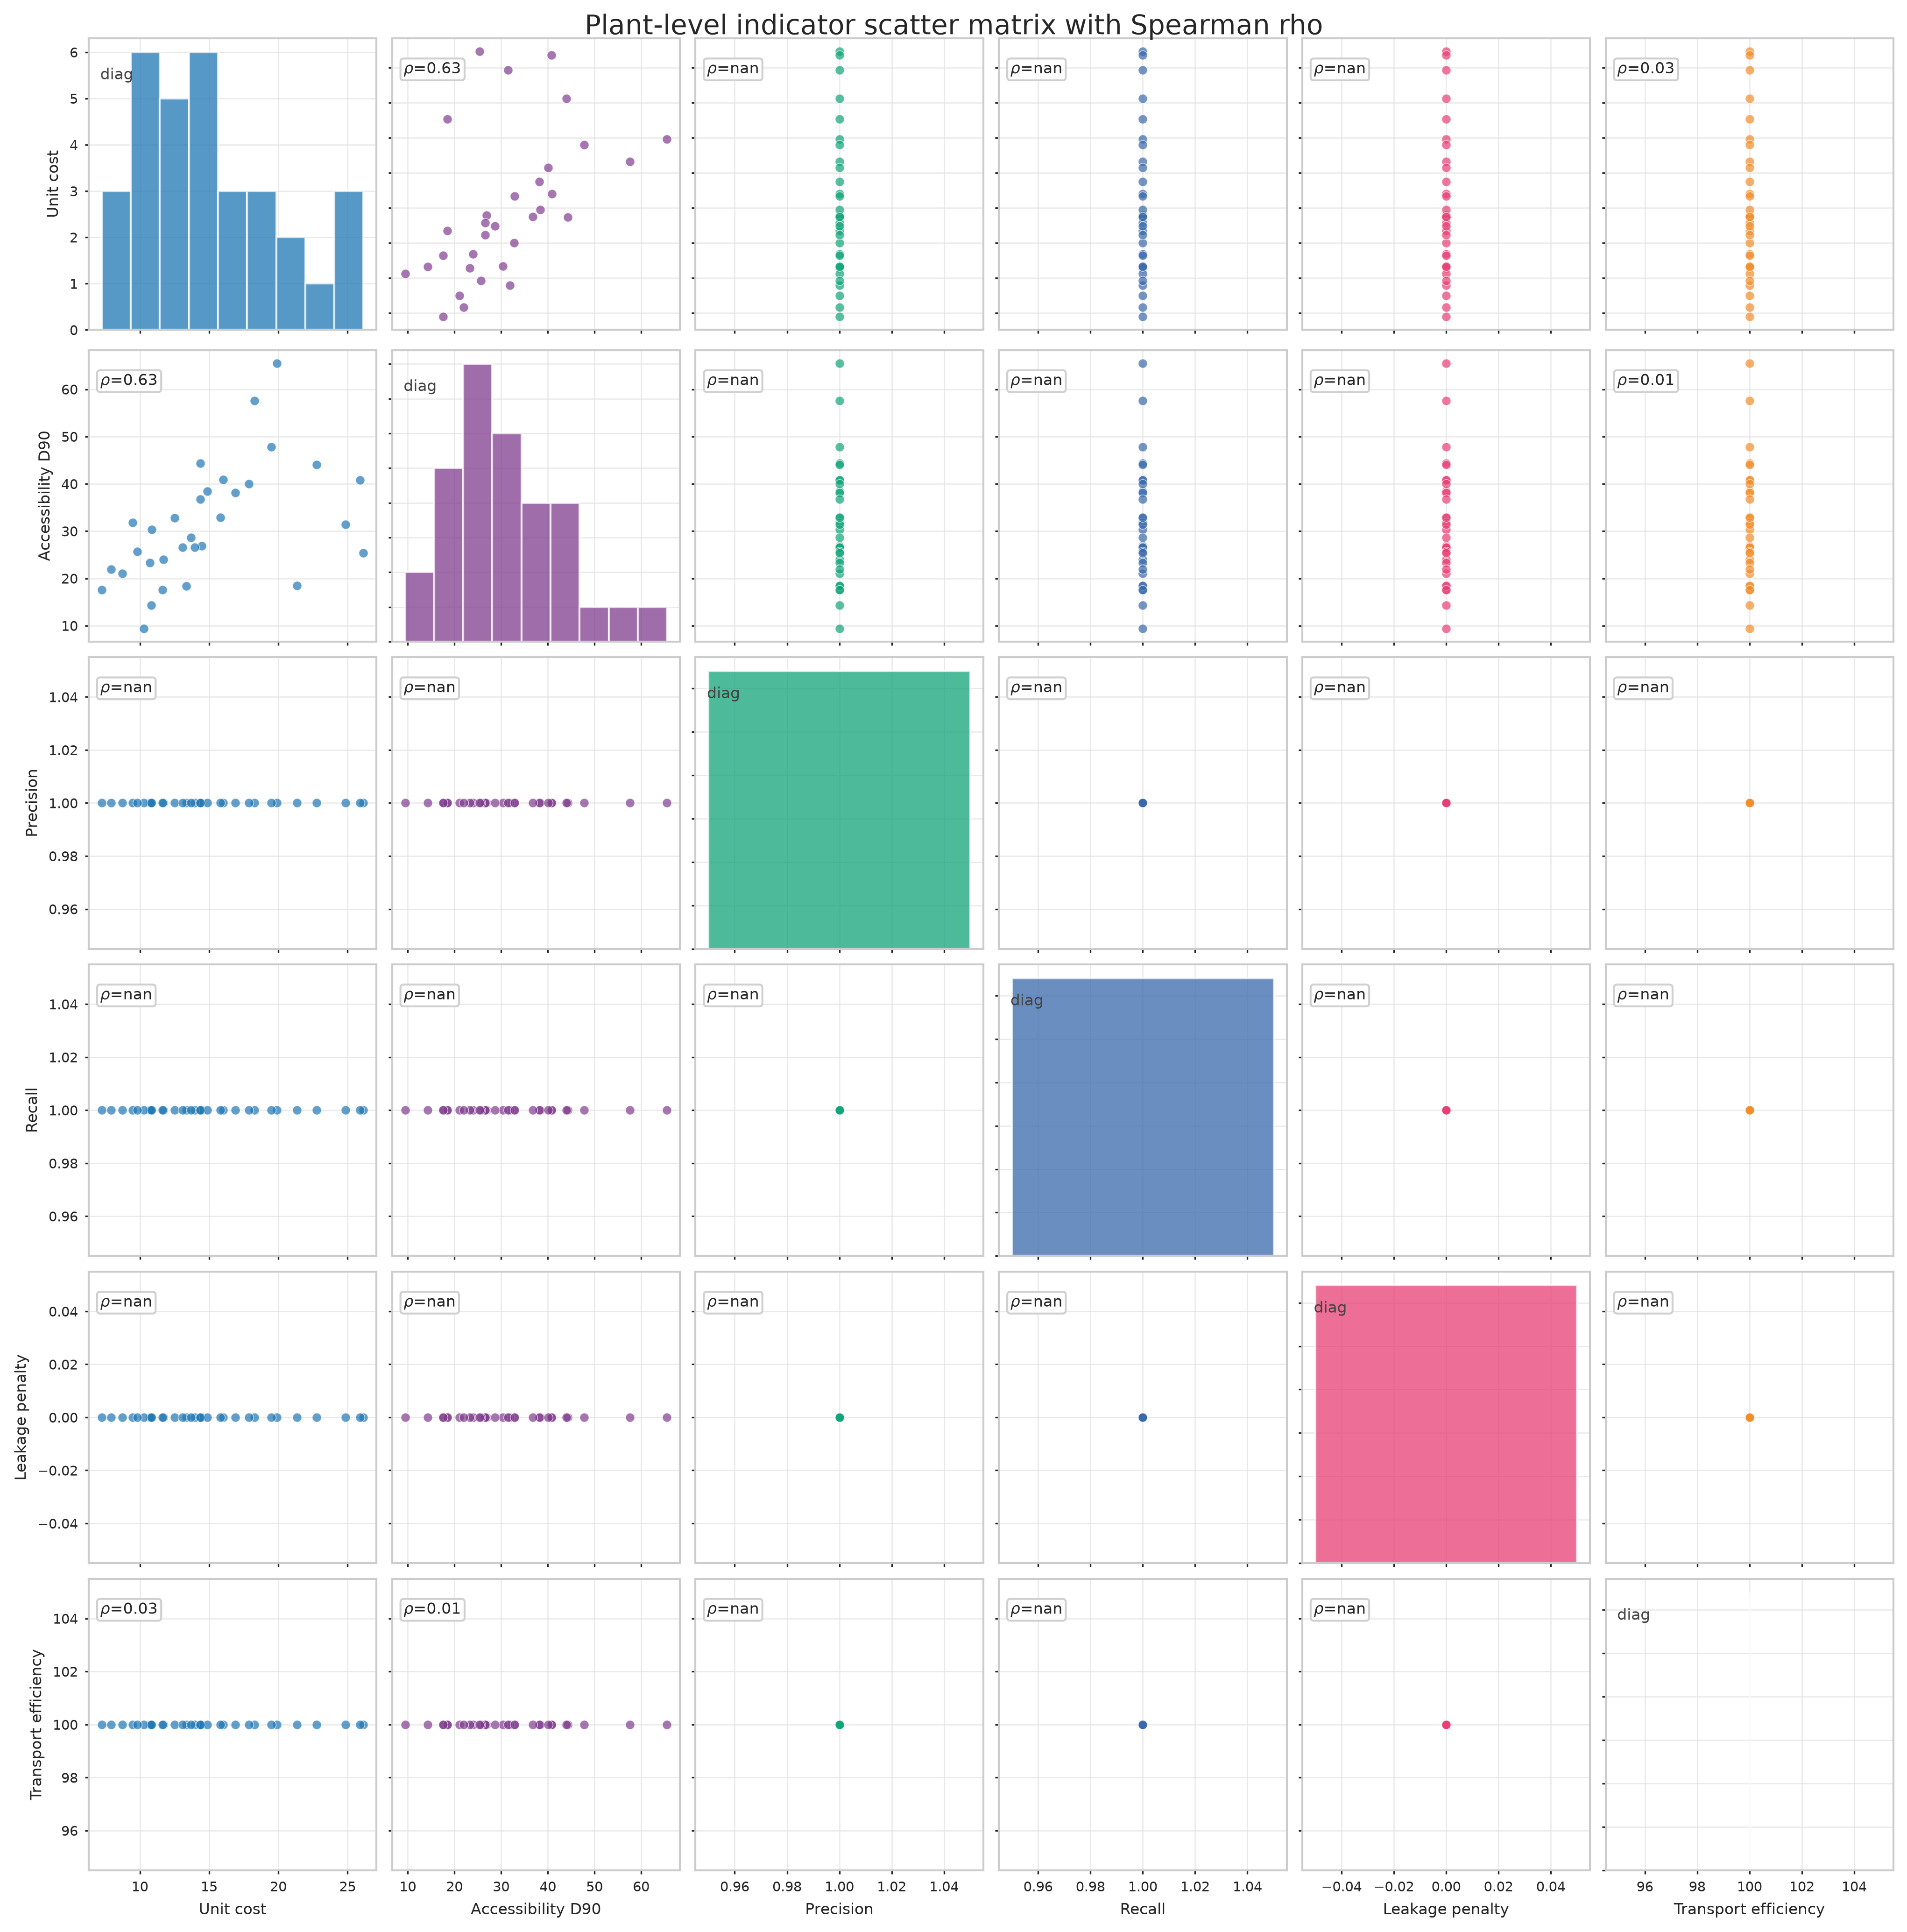 Plant-level indicator scatter matrix with Spearman rho
Unit cost
6
5
4
3
2
1
0
diag
ρ=0.63
ρ=nan
ρ=nan
ρ=nan
ρ=0.03
Accessibility D90
60
50
40
30
20
10
ρ=0.63
diag
ρ=nan
ρ=nan
ρ=nan
ρ=0.01
Precision
1.04
1.02
1.00
0.98
0.96
ρ=nan
ρ=nan
diag
ρ=nan
ρ=nan
ρ=nan
Recall
1.04
1.02
1.00
0.98
0.96
ρ=nan
ρ=nan
ρ=nan
diag
ρ=nan
ρ=nan
Leakage penalty
0.04
0.02
0.00
−0.02
−0.04
ρ=nan
ρ=nan
ρ=nan
ρ=nan
diag
ρ=nan
Transport efficiency
104
102
100
98
96
ρ=0.03
ρ=0.01
ρ=nan
ρ=nan
ρ=nan
diag
10 15 20 25
10 20 30 40 50 60
0.96 0.98 1.00 1.02 1.04
0.96 0.98 1.00 1.02 1.04
−0.04 −0.02 0.00 0.02 0.04
96 98 100 102 104
Unit cost
Accessibility D90
Precision
Recall
Leakage penalty
Transport efficiency